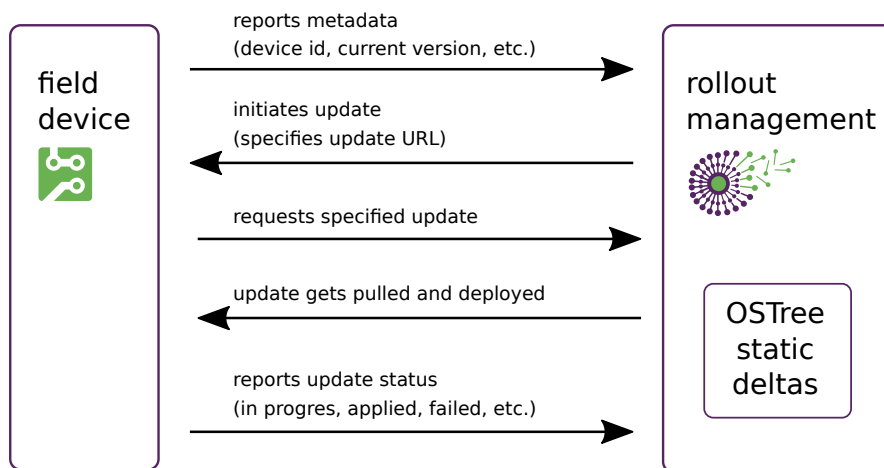 field
device
reports metadata
(device id, current version, etc.)
initiates update
(specifies update URL)
requests specified update
update gets pulled and deployed
reports update status
(in progres, applied, failed, etc.)
rollout
management
OSTree
static
deltas